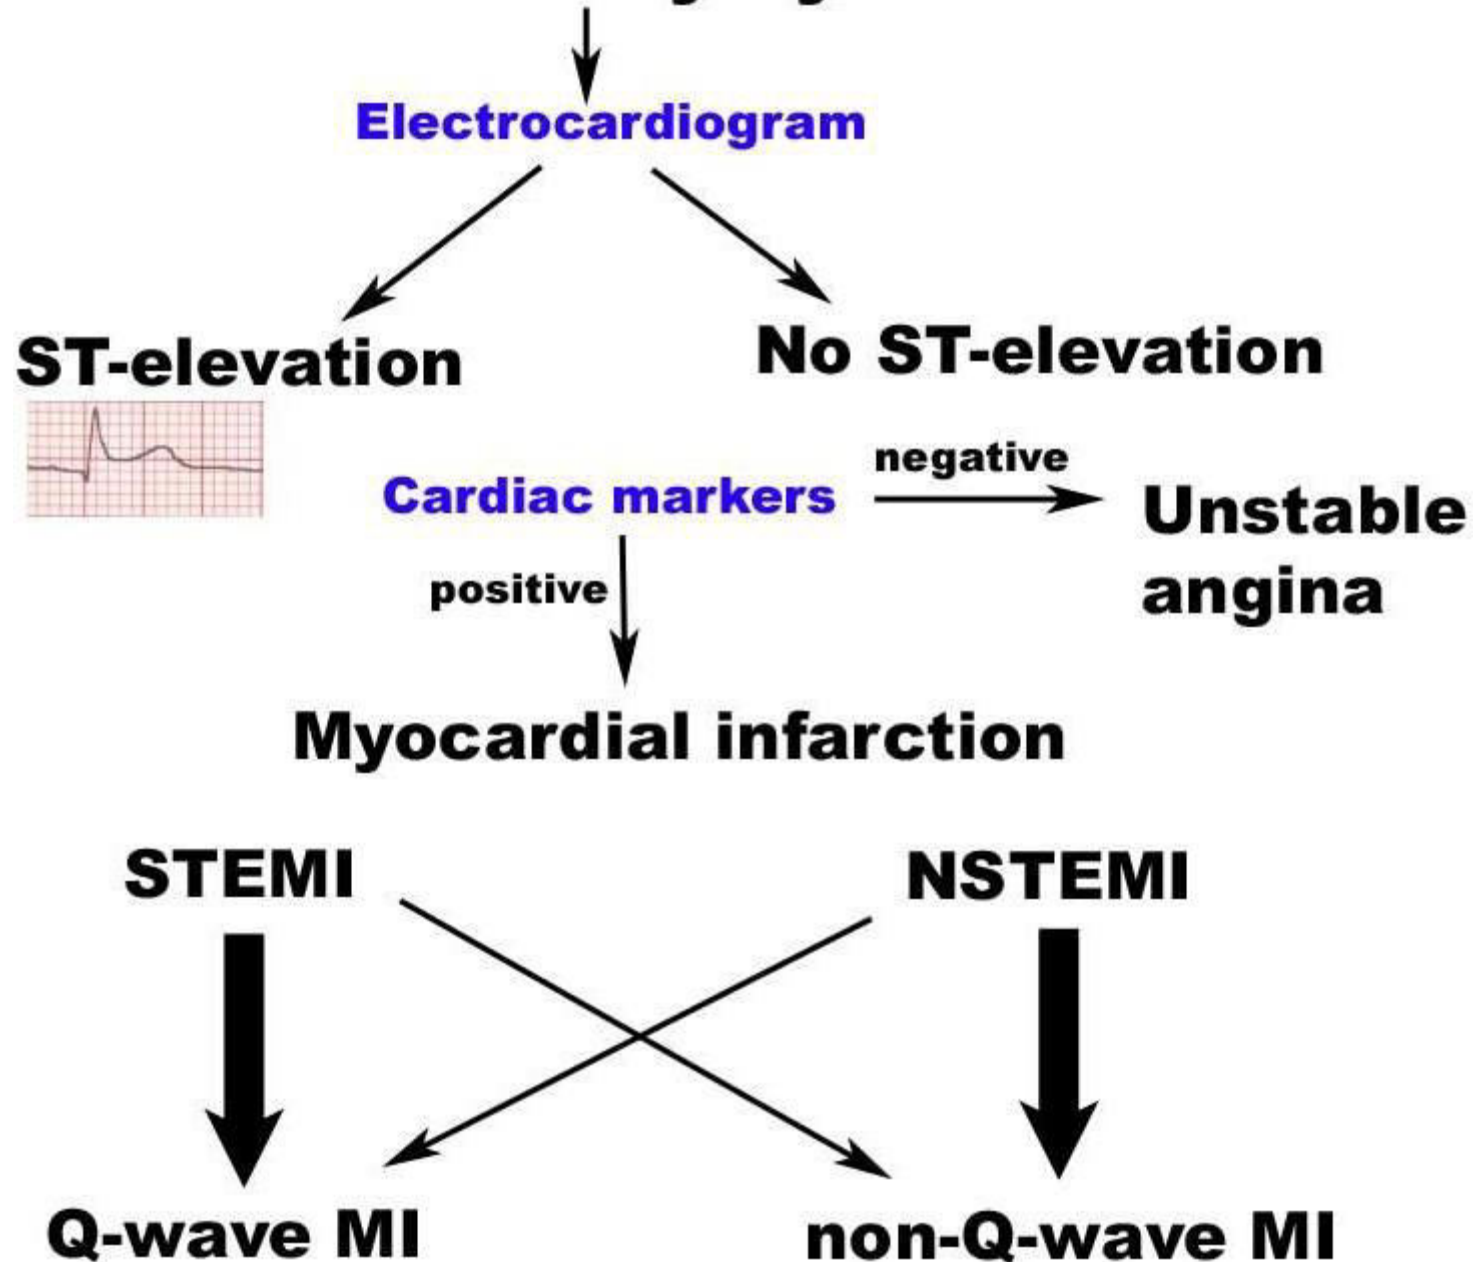 Electrocardiogram
ST-elevation
No ST-elevation
negative
Cardiac markers
Unstable
angina
positive
Myocardial infarction
STEMI
NSTEMI
Q-wave MI
non-Q-wave MI